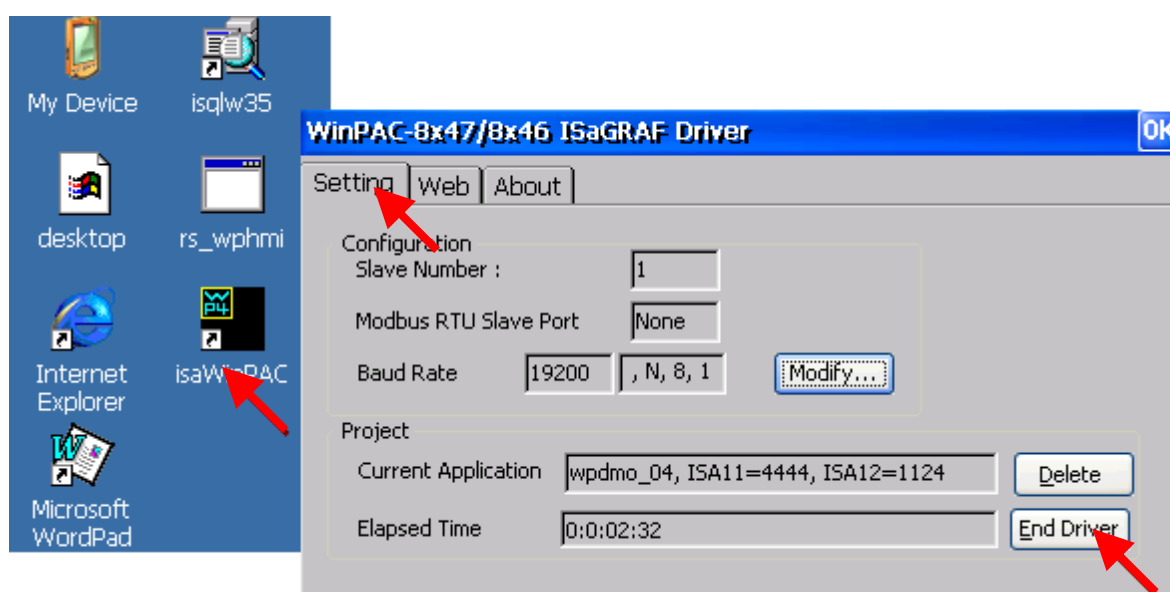 My Device
isqlw35
desktop
rs_wphmi
Internet
Explorer
isaWinPAC
Microsoft
WordPad
WinPAC-8x47/8x46 ISaGRAF Driver
OK
Setting
Web
About
Configuration
Slave Number :
1
Modbus RTU Slave Port
None
Baud Rate
19200
, N, 8, 1
Modify...
Project
Current Application
wpdmo_04, ISA11=4444, ISA12=1124
Delete
Elapsed Time
0:0:02:32
End Driver